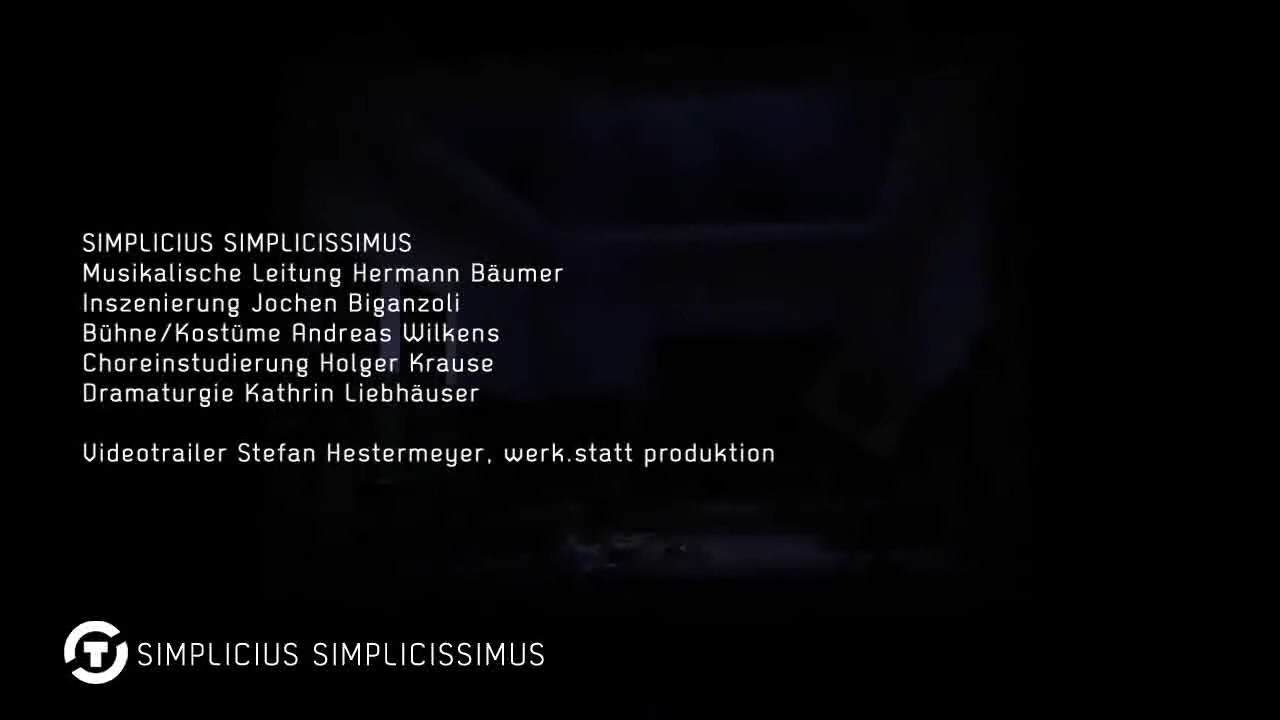 SIMPLICIUS SIMPLICISSIMUS
Musikalische Leitung Hermann Bäumer
Inszenierung Jochen Biganzoli
Bühne/Kostüme Andreas Wilkens
Choreinstudierung Holger Krause
Dramaturgie Kathrin Liebhäuser
Videotrailer Stefan Hestermeyer, werk.statt produktion
T SIMPLICIUS SIMPLICISSIMUS